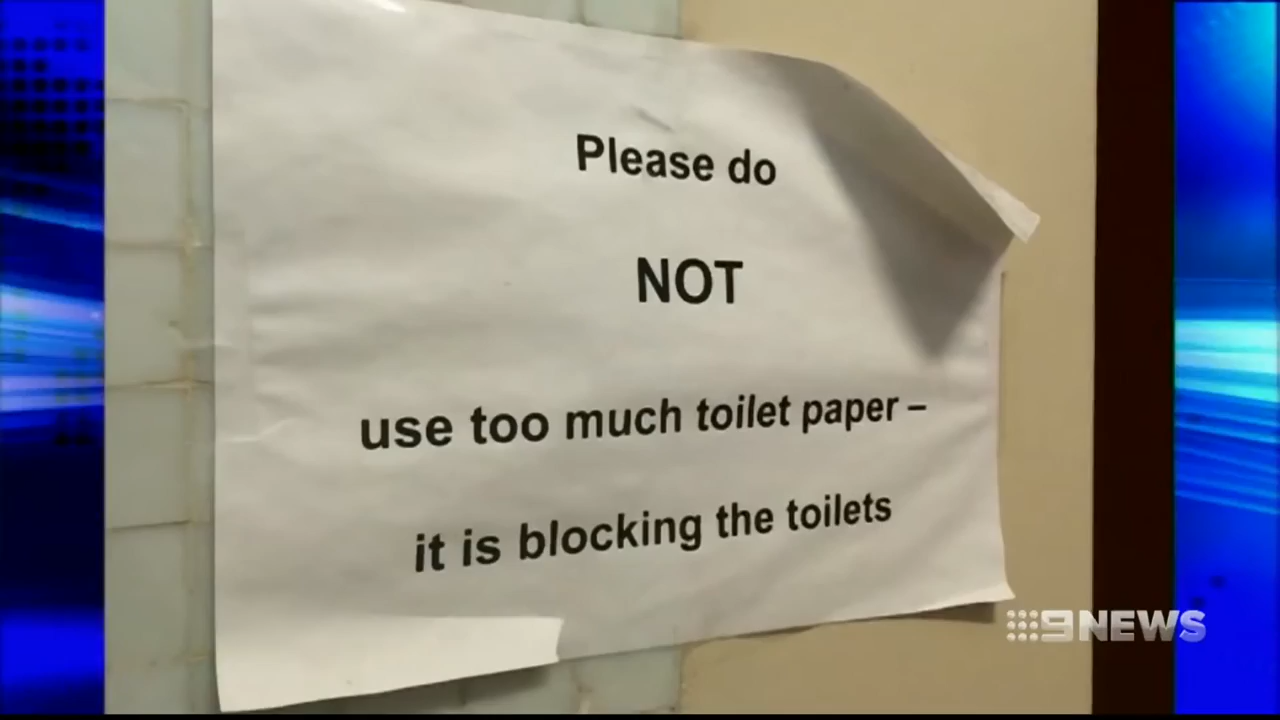 Please do
NOT
use too much toilet paper –
it is blocking the toilets
9NEWS